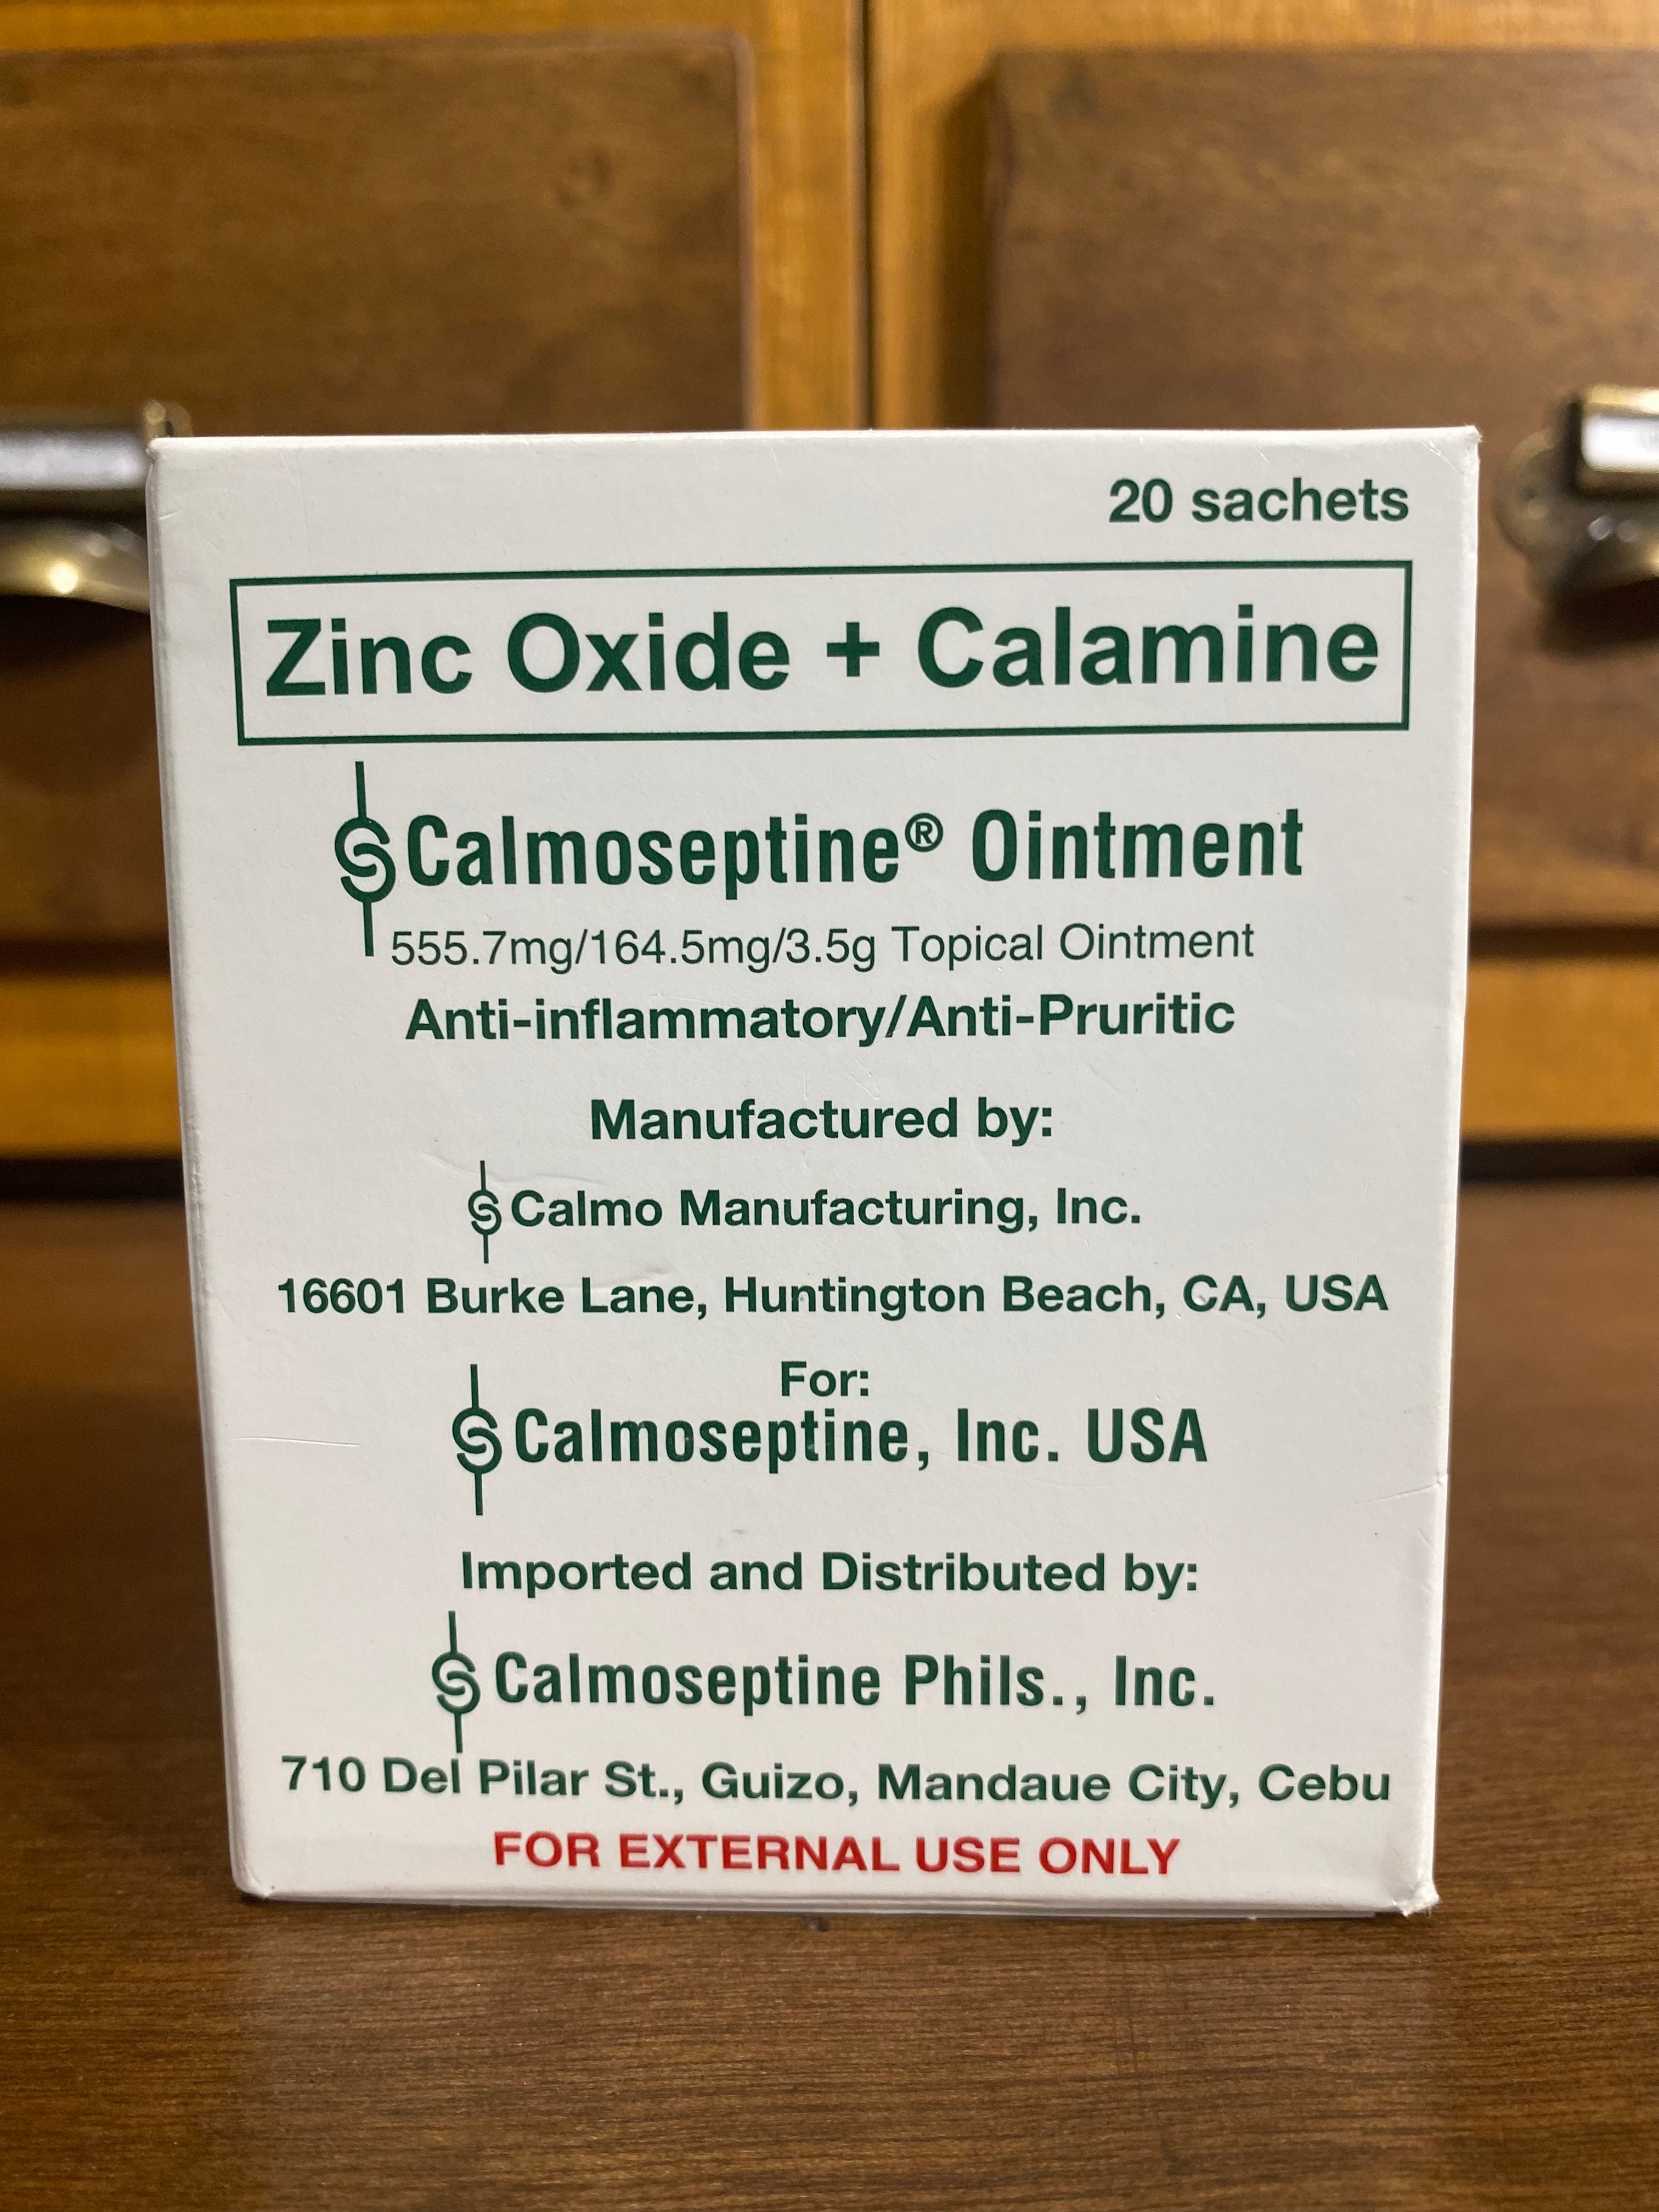 20 sachets
Zinc Oxide + Calamine
Calmoseptine® Ointment
555.7mg/164.5mg/3.5g Topical Ointment
Anti-inflammatory/Anti-Pruritic
Manufactured by:
Calmo Manufacturing, Inc.
16601 Burke Lane, Huntington Beach, CA, USA
For:
Calmoseptine, Inc. USA
Imported and Distributed by:
Calmoseptine Phils., Inc.
710 Del Pilar St., Guizo, Mandaue City, Cebu
FOR EXTERNAL USE ONLY